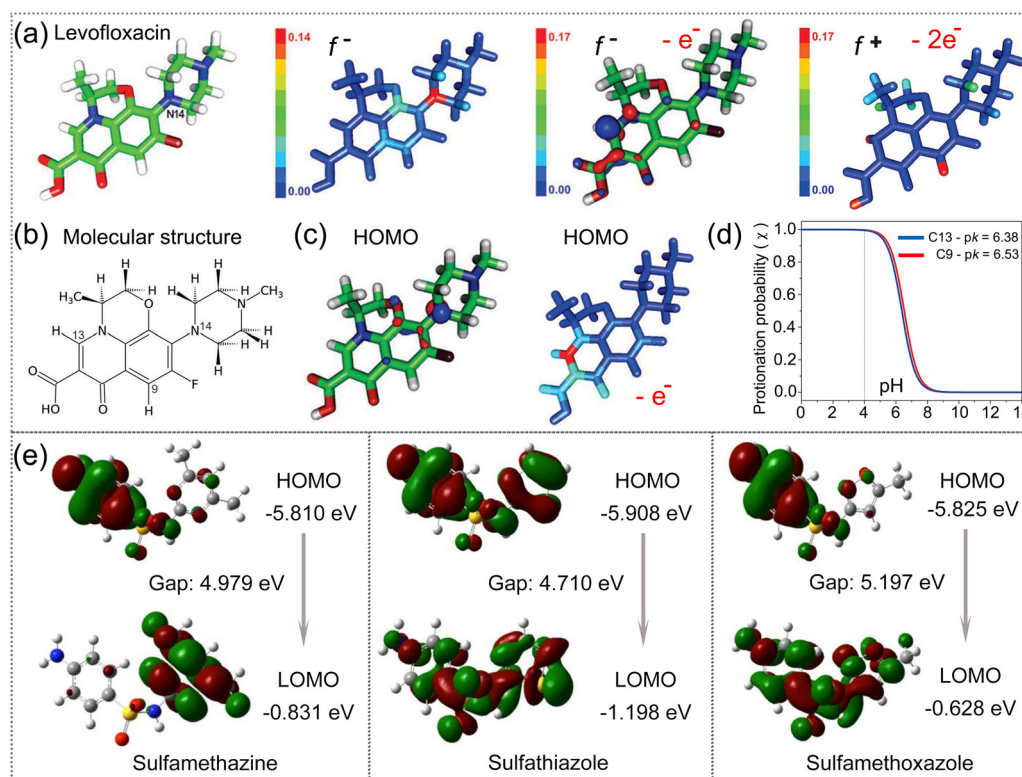 (a) Levofloxacin
N14
0.14
0.00
f -
0.17
0.00
f - - e-
0.17
0.00
f + - 2e-
(b) Molecular structure
H H
H3C H H H
O N CH3
H 13 N 14 N H
H H
O 9 F H
HO O H
(c) HOMO
HOMO
- e-
(d)
Protionation probability ( χ )
1.0
0.8
0.6
0.4
0.2
0.0
C13 - pk = 6.38
C9 - pk = 6.53
pH
0 2 4 6 8 10 12 14
(e)
HOMO
-5.810 eV
Gap: 4.979 eV
LOMO
-0.831 eV
Sulfamethazine
HOMO
-5.908 eV
Gap: 4.710 eV
LOMO
-1.198 eV
Sulfathiazole
HOMO
-5.825 eV
Gap: 5.197 eV
LOMO
-0.628 eV
Sulfamethoxazole